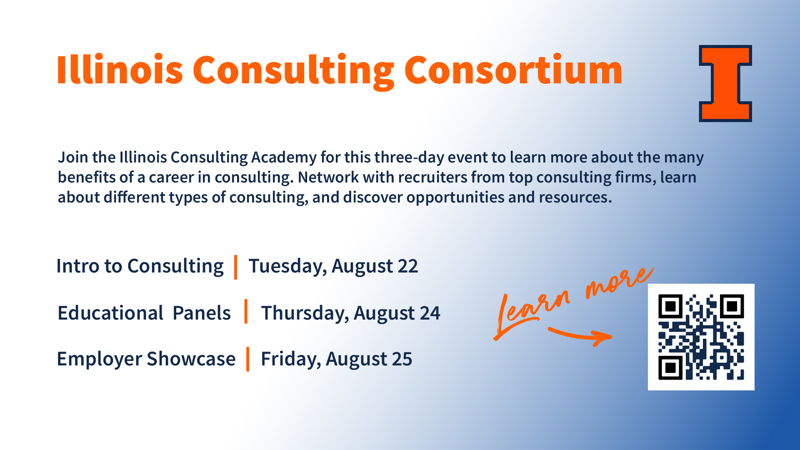 Illinois Consulting Consortium
Join the Illinois Consulting Academy for this three-day event to learn more about the many
benefits of a career in consulting. Network with recruiters from top consulting firms, learn
about different types of consulting, and discover opportunities and resources.
Intro to Consulting | Tuesday, August 22
Educational Panels | Thursday, August 24
Employer Showcase | Friday, August 25
Learn more
I